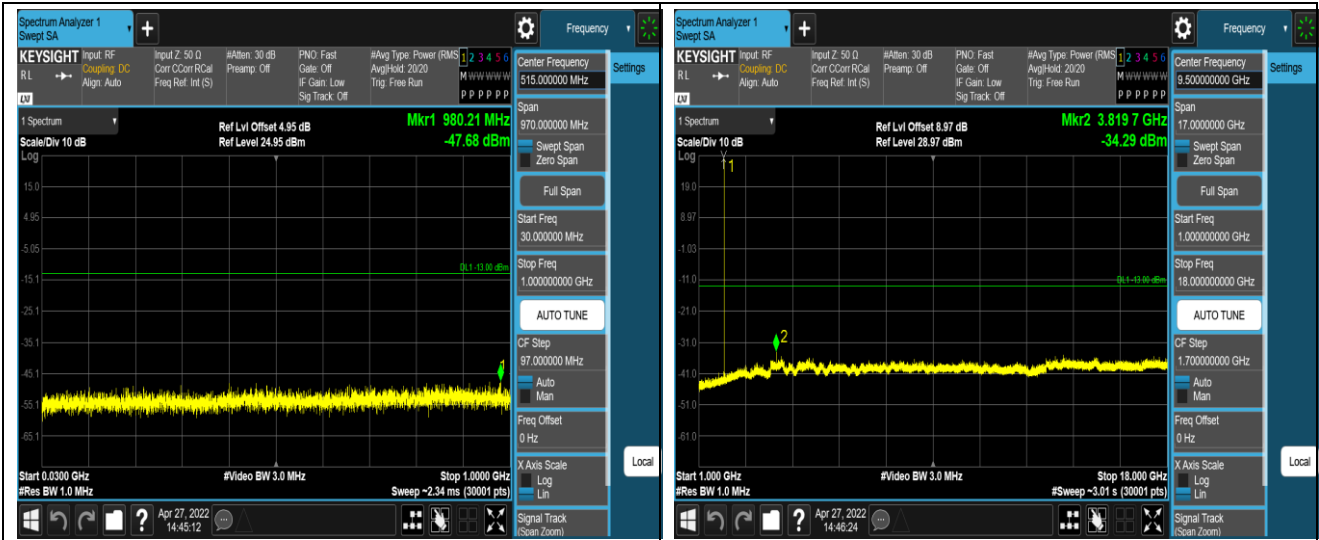 Spectrum Analyzer 1
Swept SA
Frequency
KEYSIGHT
RL
LXI
Input: RF
Coupling: DC
Align: Auto
Input Z: 50 Ω
Corr CCorr RCal
Freq Ref: Int (S)
#Atten: 30 dB
Preamp: Off
PNO: Fast
Gate: Off
IF Gain: Low
Sig Track: Off
#Avg Type: Power (RMS
Avg|Hold: 20/20
Trig: Free Run
1 2 3 4 5 6
M W W W W W
P P P P P P
Center Frequency
515.000000 MHz
Settings
Span
970.000000 MHz
Swept Span
Zero Span
Full Span
Start Freq
30.000000 MHz
Stop Freq
1.000000000 GHz
AUTO TUNE
CF Step
97.000000 MHz
Auto
Man
Freq Offset
0 Hz
X Axis Scale
Log
Lin
Local
Signal Track
(Span Zoom)
1 Spectrum
Scale/Div 10 dB
Log
Ref Lvl Offset 4.95 dB
Ref Level 24.95 dBm
Mkr1 980.21 MHz
-47.68 dBm
15.0
4.95
-5.05
DL1 -13.00 dBm
-15.1
-25.1
-35.1
1
-45.1
-55.1
-65.1
Start 0.0300 GHz
#Res BW 1.0 MHz
#Video BW 3.0 MHz
Stop 1.0000 GHz
Sweep ~2.34 ms (30001 pts)
?
Apr 27, 2022
14:45:12
Spectrum Analyzer 1
Swept SA
Frequency
KEYSIGHT
RL
LXI
Input: RF
Coupling: DC
Align: Auto
Input Z: 50 Ω
Corr CCorr RCal
Freq Ref: Int (S)
#Atten: 30 dB
Preamp: Off
PNO: Fast
Gate: Off
IF Gain: Low
Sig Track: Off
#Avg Type: Power (RMS
Avg|Hold: 20/20
Trig: Free Run
1 2 3 4 5 6
M W W W W W
P P P P P P
Center Frequency
9.500000000 GHz
Settings
Span
17.0000000 GHz
Swept Span
Zero Span
Full Span
Start Freq
1.000000000 GHz
Stop Freq
18.000000000 GHz
AUTO TUNE
CF Step
1.700000000 GHz
Auto
Man
Freq Offset
0 Hz
X Axis Scale
Log
Lin
Local
Signal Track
(Span Zoom)
1 Spectrum
Scale/Div 10 dB
Log
Ref Lvl Offset 8.97 dB
Ref Level 28.97 dBm
Mkr2 3.819 7 GHz
-34.29 dBm
1
19.0
8.97
-1.03
-11.0
DL1 -13.00 dBm
-21.0
-31.0
2
-41.0
-51.0
-61.0
Start 1.000 GHz
#Res BW 1.0 MHz
#Video BW 3.0 MHz
Stop 18.000 GHz
#Sweep ~3.01 s (30001 pts)
?
Apr 27, 2022
14:46:24